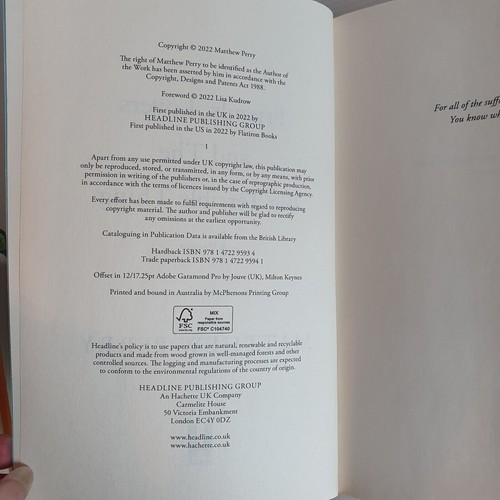 Copyright © 2022 Matthew Perry
The right of Matthew Perry to be identified as the Author of
the Work has been asserted by him in accordance with the
Copyright, Designs and Patents Act 1988.
Foreword © 2022 Lisa Kudrow
First published in the UK in 2022 by
HEADLINE PUBLISHING GROUP
First published in the US in 2022 by Flatiron Books
1
Apart from any use permitted under UK copyright law, this publication may
only be reproduced, stored, or transmitted, in any form, or by any means, with prior
permission in writing of the publishers or, in the case of reprographic production,
in accordance with the terms of licences issued by the Copyright Licensing Agency.
Every effort has been made to fulfil requirements with regard to reproducing
copyright material. The author and publisher will be glad to rectify
any omissions at the earliest opportunity.
Cataloguing in Publication Data is available from the British Library
Hardback ISBN 978 1 4722 9593 4
Trade paperback ISBN 978 1 4722 9594 1
Offset in 12/17.25pt Adobe Garamond Pro by Jouve (UK), Milton Keynes
Printed and bound in Australia by McPhersons Printing Group
FSC
MIX
Paper from
responsible sources
FSC® C104740
Headline's policy is to use papers that are natural, renewable and recyclable
products and made from wood grown in well-managed forests and other
controlled sources. The logging and manufacturing processes are expected
to conform to the environmental regulations of the country of origin.
HEADLINE PUBLISHING GROUP
An Hachette UK Company
Carmelite House
50 Victoria Embankment
London EC4Y 0DZ
www.headline.co.uk
www.hachette.co.uk
For all of the suff
You know wh